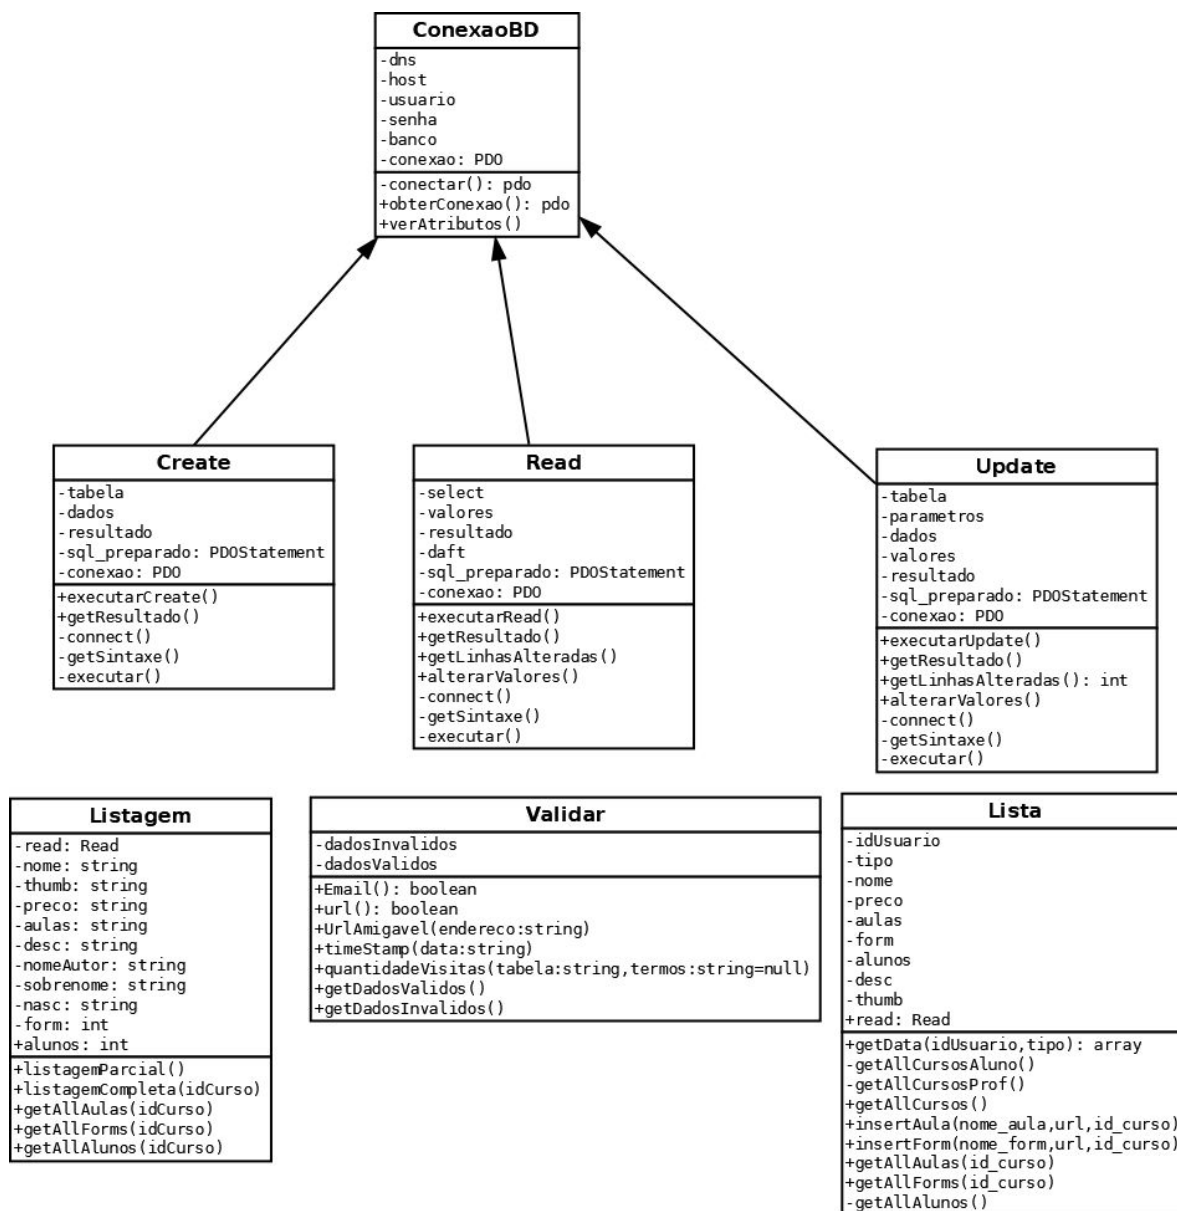 ConexaoBD
-dns
-host
-usuario
-senha
-banco
-conexao: PDO
-conectar(): pdo
+obterConexao(): pdo
+verAtributos()
Create
-tabela
-dados
-resultado
-sql_preparado: PDOStatement
-conexao: PDO
+executarCreate()
+getResultado()
-connect()
-getSintaxe()
-executar()
Read
-select
-valores
-resultado
-daft
-sql_preparado: PDOStatement
-conexao: PDO
+executarRead()
+getResultado()
+getLinhasAlteradas()
+alterarValores()
-connect()
-getSintaxe()
-executar()
Update
-tabela
-parametros
-dados
-valores
-resultado
-sql_preparado: PDOStatement
-conexao: PDO
+executarUpdate()
+getResultado()
+getLinhasAlteradas(): int
+alterarValores()
-connect()
-getSintaxe()
-executar()
Listagem
-read: Read
-nome: string
-thumb: string
-preco: string
-aulas: string
-desc: string
-nomeAutor: string
-sobrenome: string
-nasc: string
-form: int
+alunos: int
+listagemParcial()
+listagemCompleta(idCurso)
+getAllAulas(idCurso)
+getAllForms(idCurso)
+getAllAlunos(idCurso)
Validar
-dadosInvalidos
-dadosValidos
+Email(): boolean
+url(): boolean
+UrlAmigavel(endereco:string)
+timeStamp(data:string)
+quantidadeVisitas(tabela:string,termos:string=null)
+getDadosValidos()
+getDadosInvalidos()
Lista
-idUsuario
-tipo
-nome
-preco
-aulas
-form
-alunos
-desc
-thumb
+read: Read
+getData(idUsuario,tipo): array
-getAllCursosAluno()
-getAllCursosProf()
+getAllCursos()
+insertAula(nome_aula,url,id_curso)
+insertForm(nome_form,url,id_curso)
+getAllAulas(id_curso)
+getAllForms(id_curso)
-getAllAlunos()